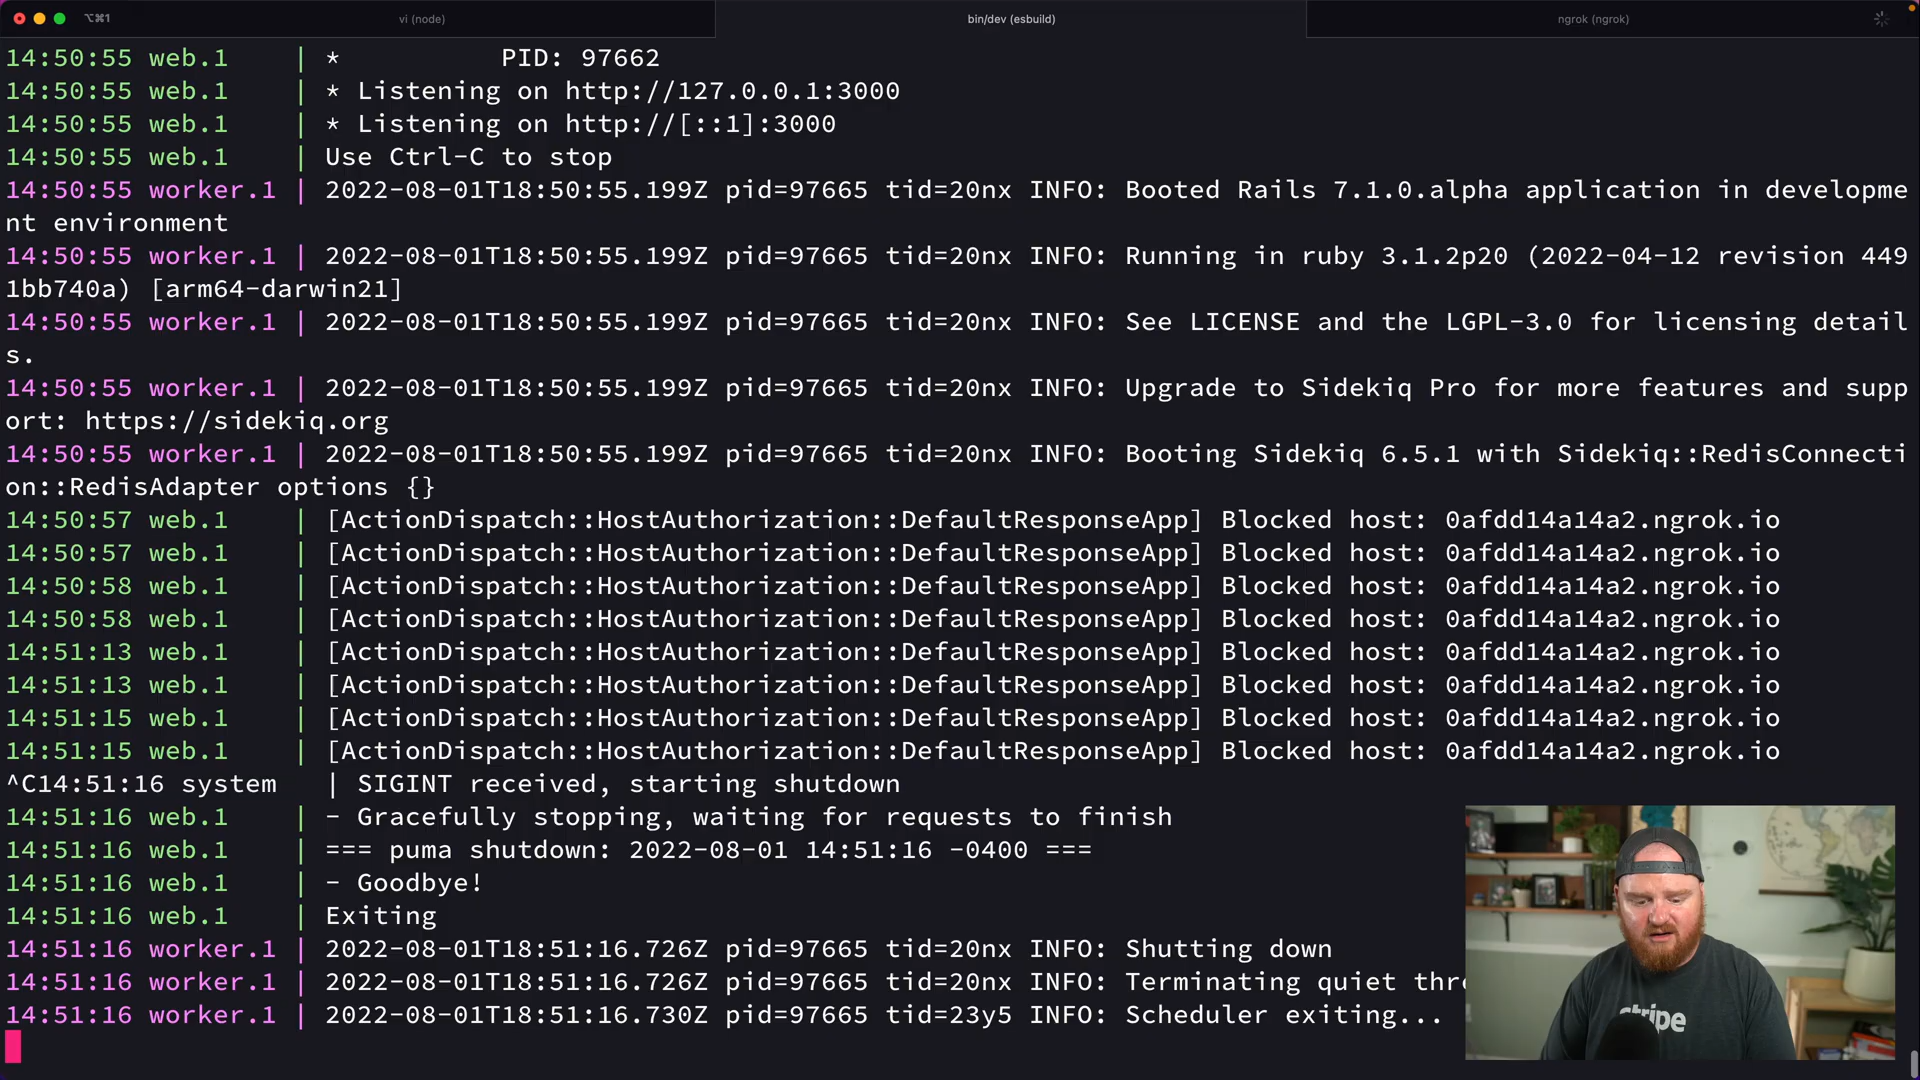 ⌥⌘1
vi (node)
bin/dev (esbuild)
ngrok (ngrok)
14:50:55 web.1    | *          PID: 97662
14:50:55 web.1    | * Listening on http://127.0.0.1:3000
14:50:55 web.1    | * Listening on http://[::1]:3000
14:50:55 web.1    | Use Ctrl-C to stop
14:50:55 worker.1 | 2022-08-01T18:50:55.199Z pid=97665 tid=20nx INFO: Booted Rails 7.1.0.alpha application in developme
nt environment
14:50:55 worker.1 | 2022-08-01T18:50:55.199Z pid=97665 tid=20nx INFO: Running in ruby 3.1.2p20 (2022-04-12 revision 449
1bb740a) [arm64-darwin21]
14:50:55 worker.1 | 2022-08-01T18:50:55.199Z pid=97665 tid=20nx INFO: See LICENSE and the LGPL-3.0 for licensing detail
s.
14:50:55 worker.1 | 2022-08-01T18:50:55.199Z pid=97665 tid=20nx INFO: Upgrade to Sidekiq Pro for more features and supp
ort: https://sidekiq.org
14:50:55 worker.1 | 2022-08-01T18:50:55.199Z pid=97665 tid=20nx INFO: Booting Sidekiq 6.5.1 with Sidekiq::RedisConnecti
on::RedisAdapter options {}
14:50:57 web.1    | [ActionDispatch::HostAuthorization::DefaultResponseApp] Blocked host: 0afdd14a14a2.ngrok.io
14:50:57 web.1    | [ActionDispatch::HostAuthorization::DefaultResponseApp] Blocked host: 0afdd14a14a2.ngrok.io
14:50:58 web.1    | [ActionDispatch::HostAuthorization::DefaultResponseApp] Blocked host: 0afdd14a14a2.ngrok.io
14:50:58 web.1    | [ActionDispatch::HostAuthorization::DefaultResponseApp] Blocked host: 0afdd14a14a2.ngrok.io
14:51:13 web.1    | [ActionDispatch::HostAuthorization::DefaultResponseApp] Blocked host: 0afdd14a14a2.ngrok.io
14:51:13 web.1    | [ActionDispatch::HostAuthorization::DefaultResponseApp] Blocked host: 0afdd14a14a2.ngrok.io
14:51:15 web.1    | [ActionDispatch::HostAuthorization::DefaultResponseApp] Blocked host: 0afdd14a14a2.ngrok.io
14:51:15 web.1    | [ActionDispatch::HostAuthorization::DefaultResponseApp] Blocked host: 0afdd14a14a2.ngrok.io
^C14:51:16 system   | SIGINT received, starting shutdown
14:51:16 web.1    | - Gracefully stopping, waiting for requests to finish
14:51:16 web.1    | === puma shutdown: 2022-08-01 14:51:16 -0400 ===
14:51:16 web.1    | - Goodbye!
14:51:16 web.1    | Exiting
14:51:16 worker.1 | 2022-08-01T18:51:16.726Z pid=97665 tid=20nx INFO: Shutting down
14:51:16 worker.1 | 2022-08-01T18:51:16.726Z pid=97665 tid=20nx INFO: Terminating quiet thr
14:51:16 worker.1 | 2022-08-01T18:51:16.730Z pid=97665 tid=23y5 INFO: Scheduler exiting...
stripe